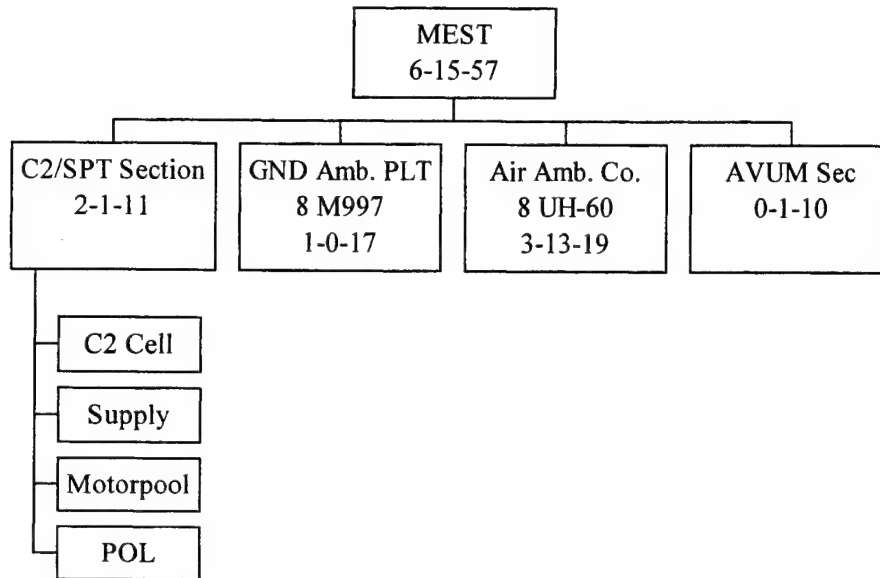 MEST
6-15-57
C2/SPT Section
2-1-11
GND Amb. PLT
8 M997
1-0-17
Air Amb. Co.
8 UH-60
3-13-19
AVUM Sec
0-1-10
C2 Cell
Supply
Motorpool
POL